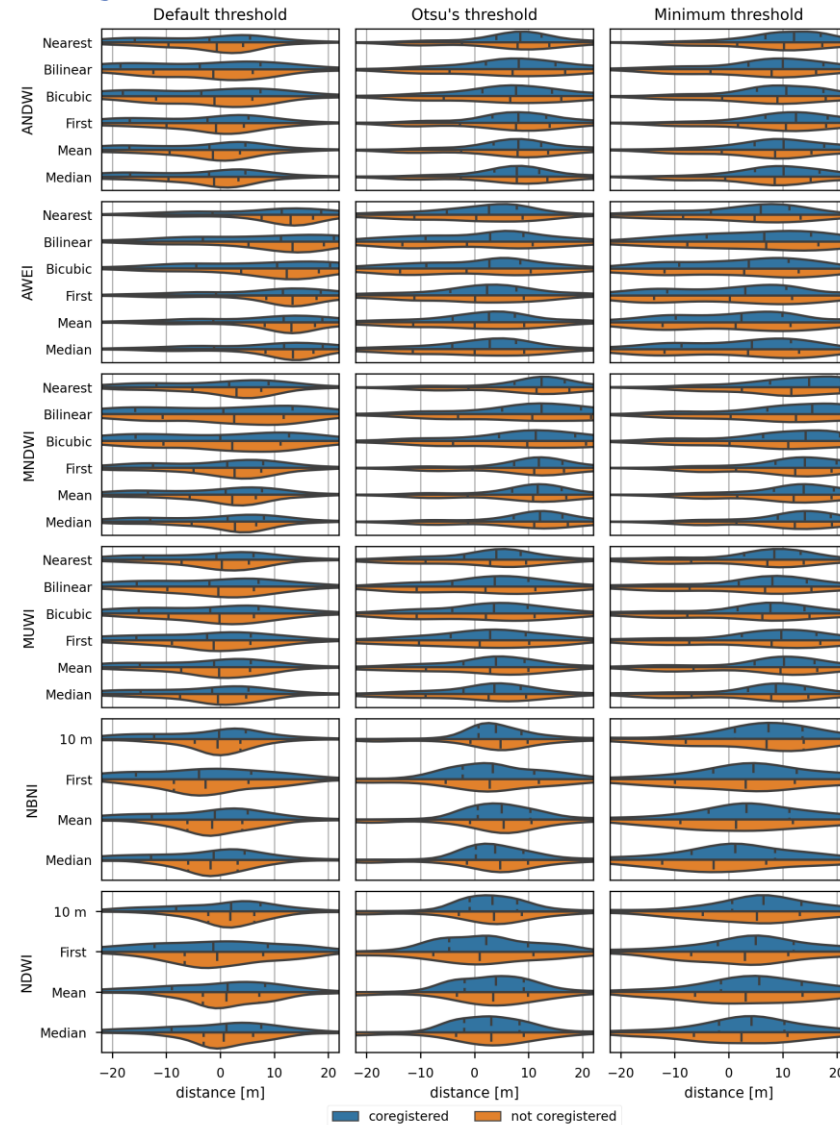 Default threshold
Otsu's threshold
Minimum threshold
ANDWI
Nearest
Bilinear
Bicubic
First
Mean
Median
AWEI
Nearest
Bilinear
Bicubic
First
Mean
Median
MNDWI
Nearest
Bilinear
Bicubic
First
Mean
Median
MUWI
Nearest
Bilinear
Bicubic
First
Mean
Median
NBNI
10 m
First
Mean
Median
NDWI
10 m
First
Mean
Median
−20 −10 0 10 20
−20 −10 0 10 20
−20 −10 0 10
distance [m]
distance [m]
distance [m]
coregistered
not coregistered